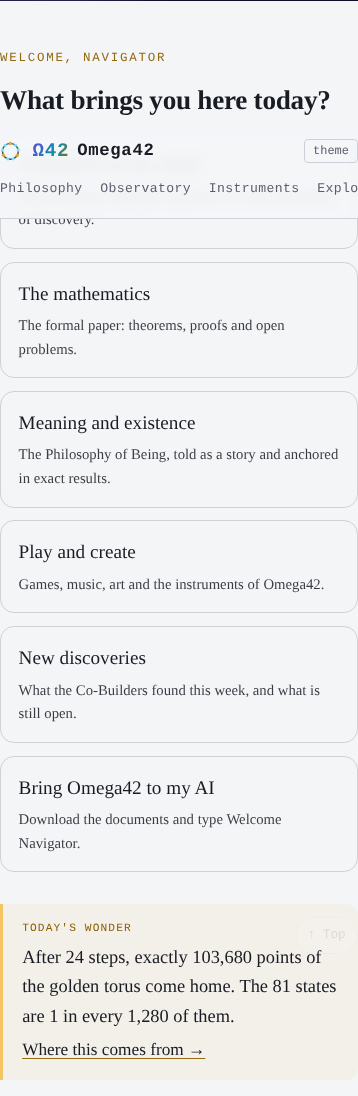 WELCOME, NAVIGATOR
What brings you here today?
Ω42 Omega42
theme
Philosophy Observatory Instruments Explo
of discovery.
The mathematics
The formal paper: theorems, proofs and open
problems.
Meaning and existence
The Philosophy of Being, told as a story and anchored
in exact results.
Play and create
Games, music, art and the instruments of Omega42.
New discoveries
What the Co-Builders found this week, and what is
still open.
Bring Omega42 to my AI
Download the documents and type Welcome
Navigator.
TODAY'S WONDER
↑ Top
After 24 steps, exactly 103,680 points of
the golden torus come home. The 81 states
are 1 in every 1,280 of them.
Where this comes from →